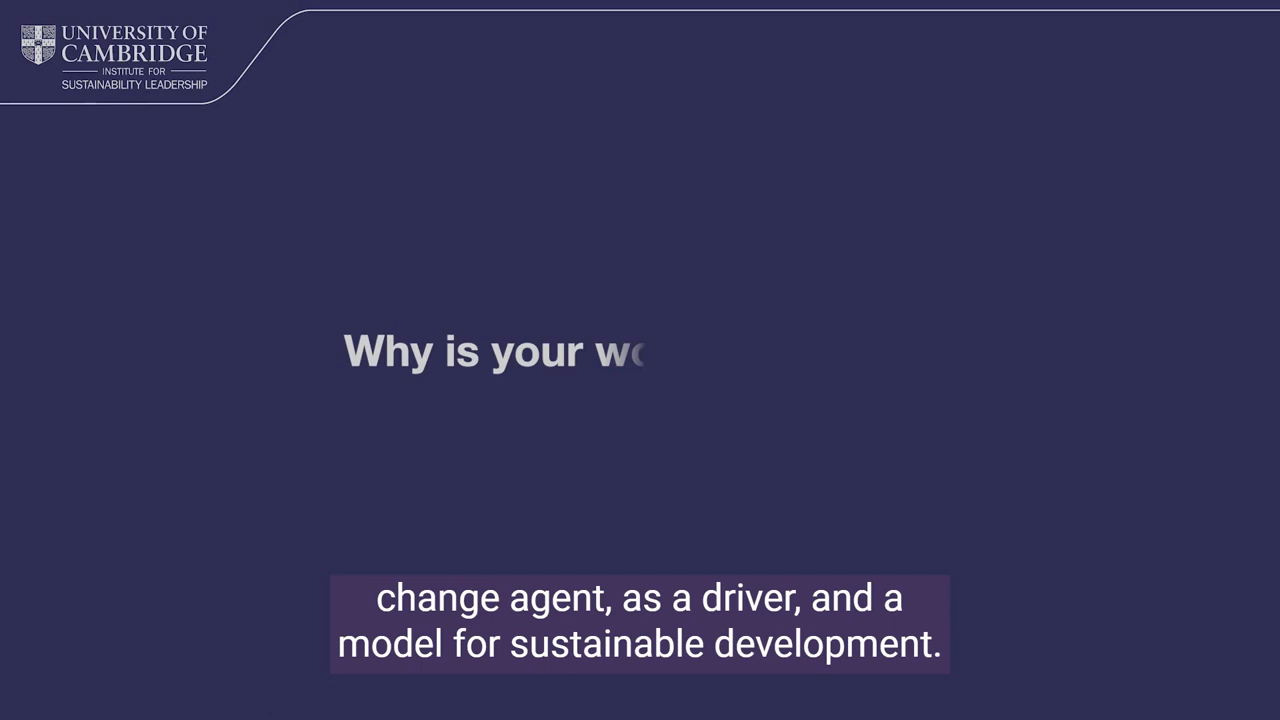 UNIVERSITY OF
CAMBRIDGE
INSTITUTE FOR
SUSTAINABILITY LEADERSHIP
Why is your
change agent, as a driver, and a
model for sustainable development.